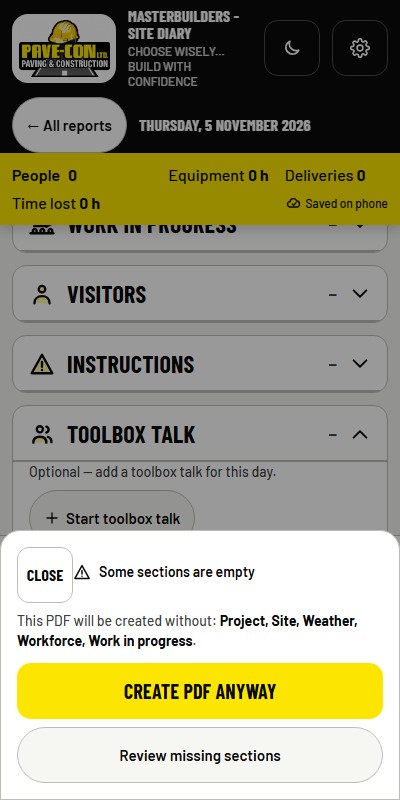 PAVE-CON LTD.
PAVING & CONSTRUCTION
MASTERBUILDERS -
SITE DIARY
CHOOSE WISELY...
BUILD WITH
CONFIDENCE
← All reports
THURSDAY, 5 NOVEMBER 2026
People 0
Equipment 0 h
Deliveries 0
Time lost 0 h
Saved on phone
WORK IN PROGRESS
VISITORS –
INSTRUCTIONS –
TOOLBOX TALK –
Optional — add a toolbox talk for this day.
+ Start toolbox talk
CLOSE
Some sections are empty
This PDF will be created without: Project, Site, Weather,
Workforce, Work in progress.
CREATE PDF ANYWAY
Review missing sections